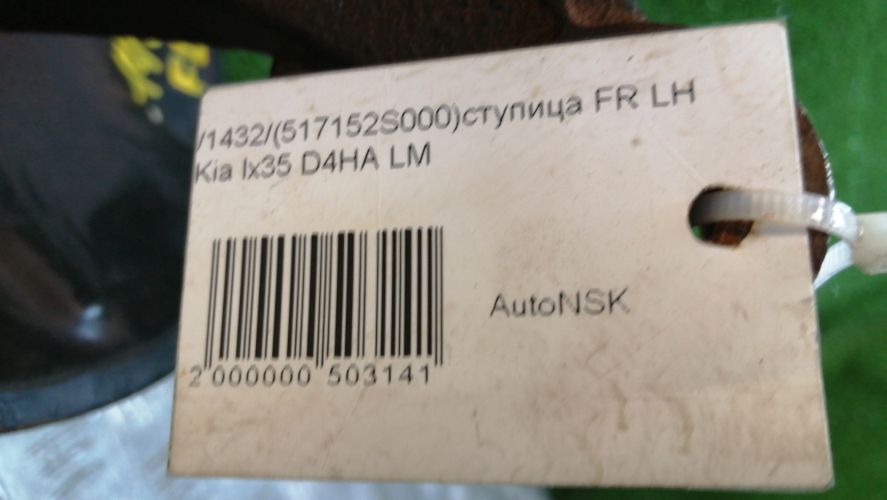 /1432/(517152S000)ступица FR LH
Kia Ix35 D4HA LM
AutoNSK
2 000000 503141